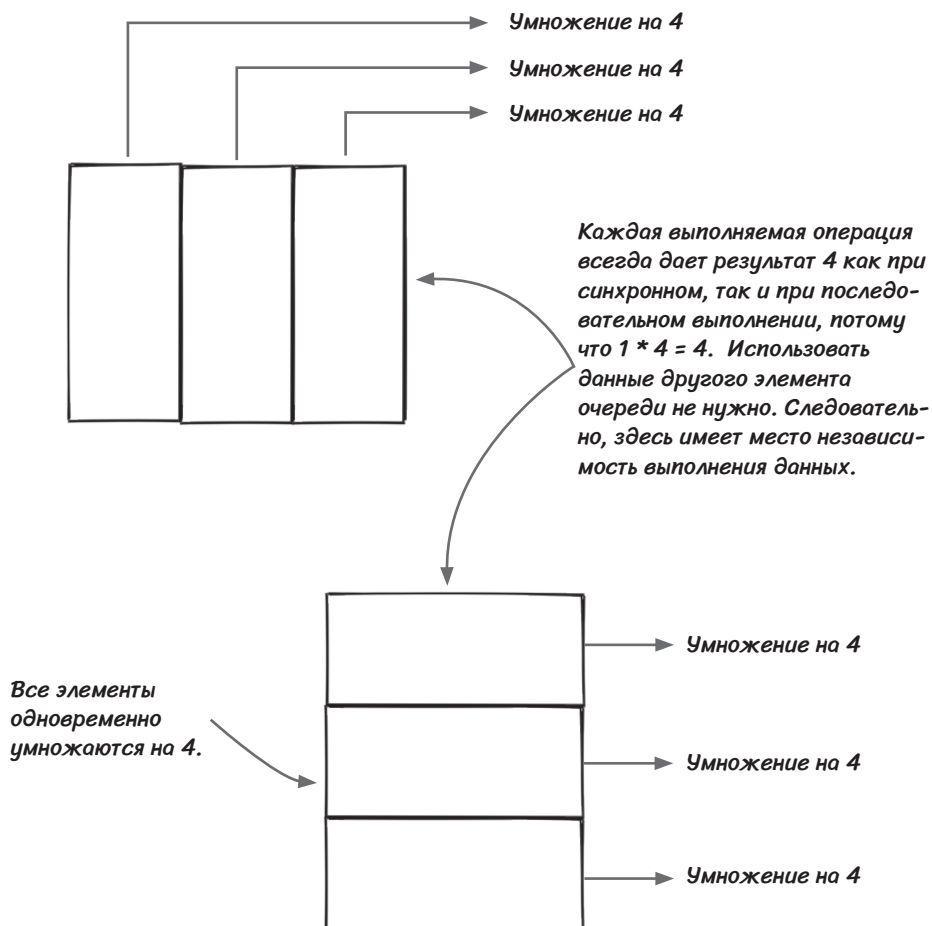 Умножение на 4
Умножение на 4
Умножение на 4
Каждая выполняемая операция
всегда дает результат 4 как при
синхронном, так и при последо-
вательном выполнении, потому
что 1 * 4 = 4. Использовать
данные другого элемента
очереди не нужно. Следователь-
но, здесь имеет место независи-
мость выполнения данных.
Умножение на 4
Все элементы
одновременно
умножаются на 4.
Умножение на 4
Умножение на 4